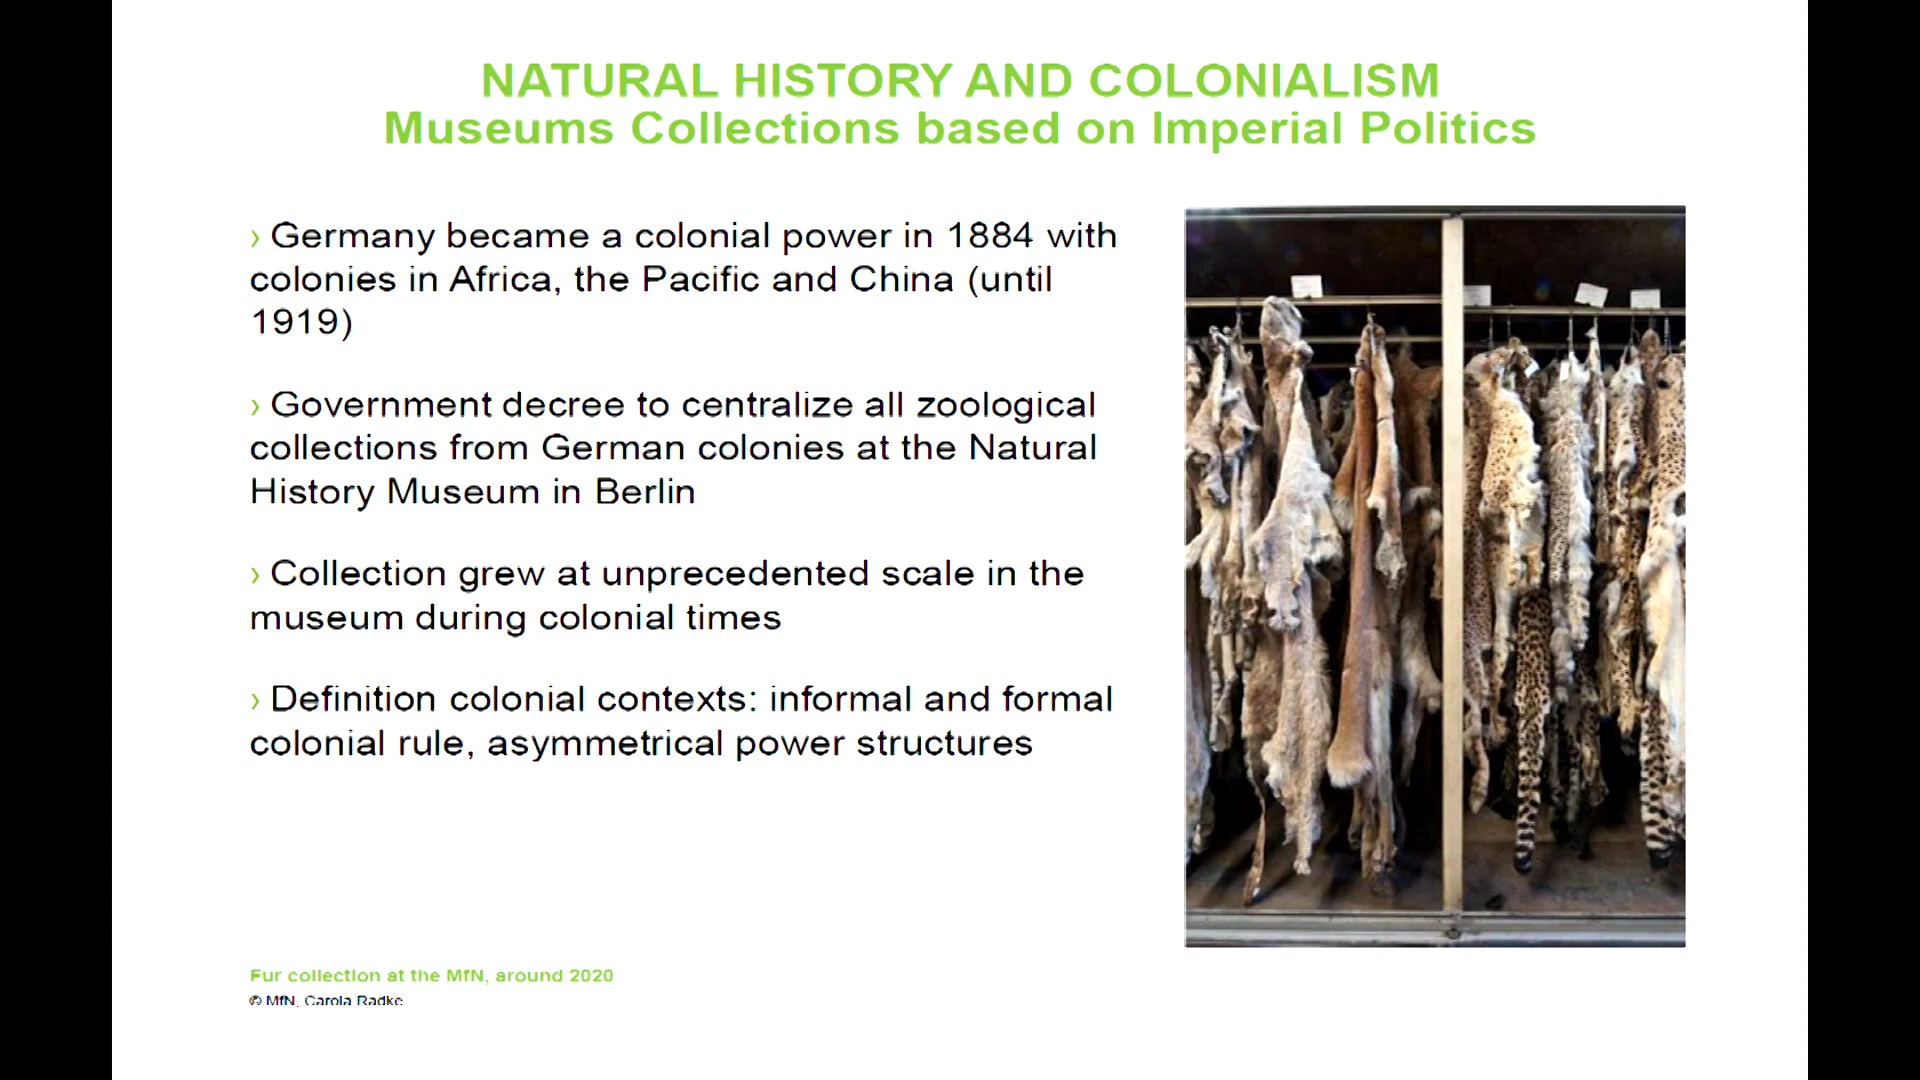 NATURAL HISTORY AND COLONIALISM
Museums Collections based on Imperial Politics
› Germany became a colonial power in 1884 with
colonies in Africa, the Pacific and China (until
1919)
› Government decree to centralize all zoological
collections from German colonies at the Natural
History Museum in Berlin
› Collection grew at unprecedented scale in the
museum during colonial times
› Definition colonial contexts: informal and formal
colonial rule, asymmetrical power structures
Fur collection at the MfN, around 2020
© MfN, Carola Radke